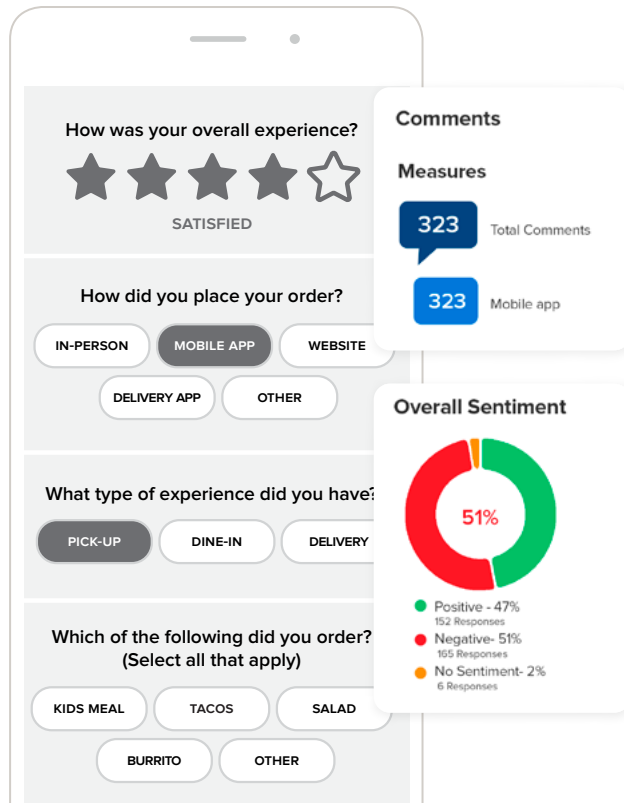 How was your overall experience?
SATISFIED
How did you place your order?
IN-PERSON
MOBILE APP
WEBSITE
DELIVERY APP
OTHER
What type of experience did you have?
PICK-UP
DINE-IN
DELIVERY
Which of the following did you order?
(Select all that apply)
KIDS MEAL
TACOS
SALAD
BURRITO
OTHER
Comments
Measures
323
Total Comments
323
Mobile app
Overall Sentiment
51%
Positive - 47%
152 Responses
Negative- 51%
165 Responses
No Sentiment- 2%
6 Responses